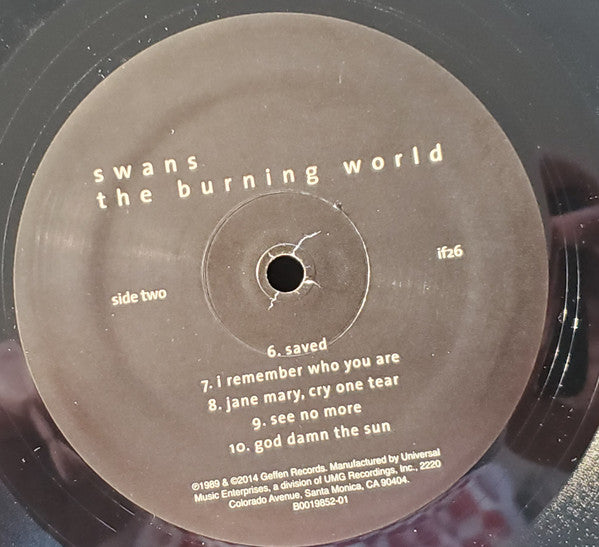 swans
the burning world
if26
side two
6. saved
7. i remember who you are
8. jane mary, cry one tear
9. see no more
10. god damn the sun
℗1989 & ©2014 Geffen Records. Manufactured by Universal
Music Enterprises, a division of UMG Recordings, Inc., 2220
Colorado Avenue, Santa Monica, CA 90404.
B0019852-01